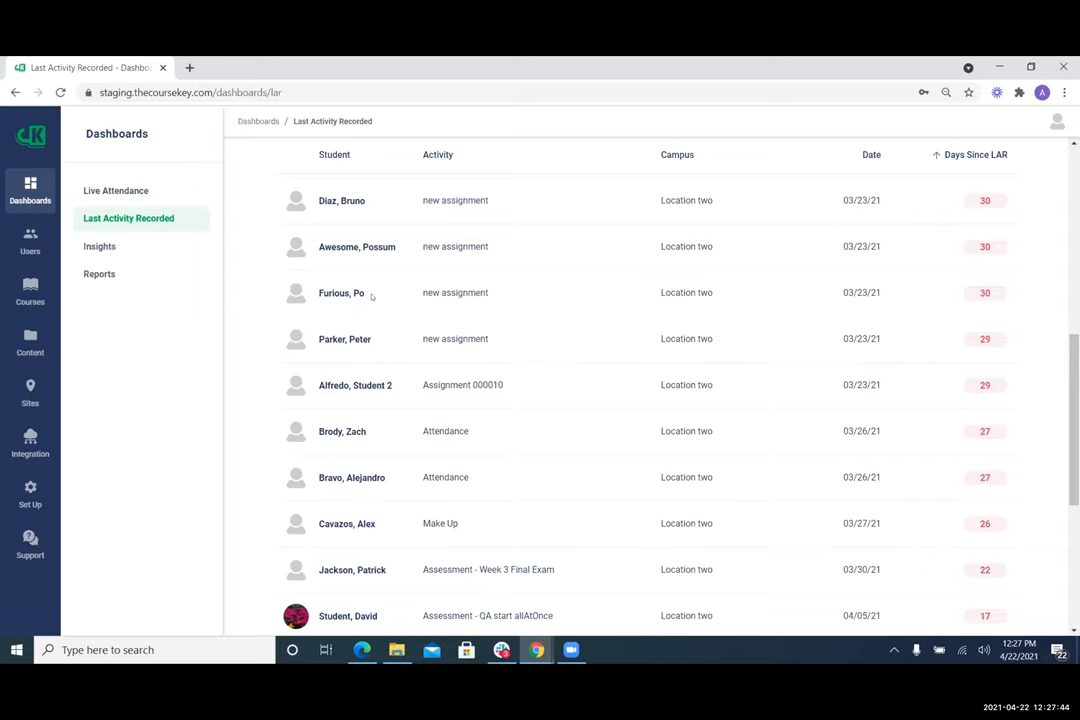 Last Activity Recorded - Dashbo
staging.thecoursekey.com/dashboards/lar
A
CK
Dashboards
Users
Courses
Content
Sites
Integration
Set Up
Support
Dashboards
Live Attendance
Last Activity Recorded
Insights
Reports
Dashboards / Last Activity Recorded
Student Activity Campus Date Days Since LAR
Diaz, Bruno new assignment Location two 03/23/21 30
Awesome, Possum new assignment Location two 03/23/21 30
Furious, Po new assignment Location two 03/23/21 30
Parker, Peter new assignment Location two 03/23/21 29
Alfredo, Student 2 Assignment 000010 Location two 03/23/21 29
Brody, Zach Attendance Location two 03/26/21 27
Bravo, Alejandro Attendance Location two 03/26/21 27
Cavazos, Alex Make Up Location two 03/27/21 26
Jackson, Patrick Assessment - Week 3 Final Exam Location two 03/30/21 22
Student, David Assessment - QA start allAtOnce Location two 04/05/21 17
Type here to search
12:27 PM
4/22/2021
22
2021-04-22 12:27:44